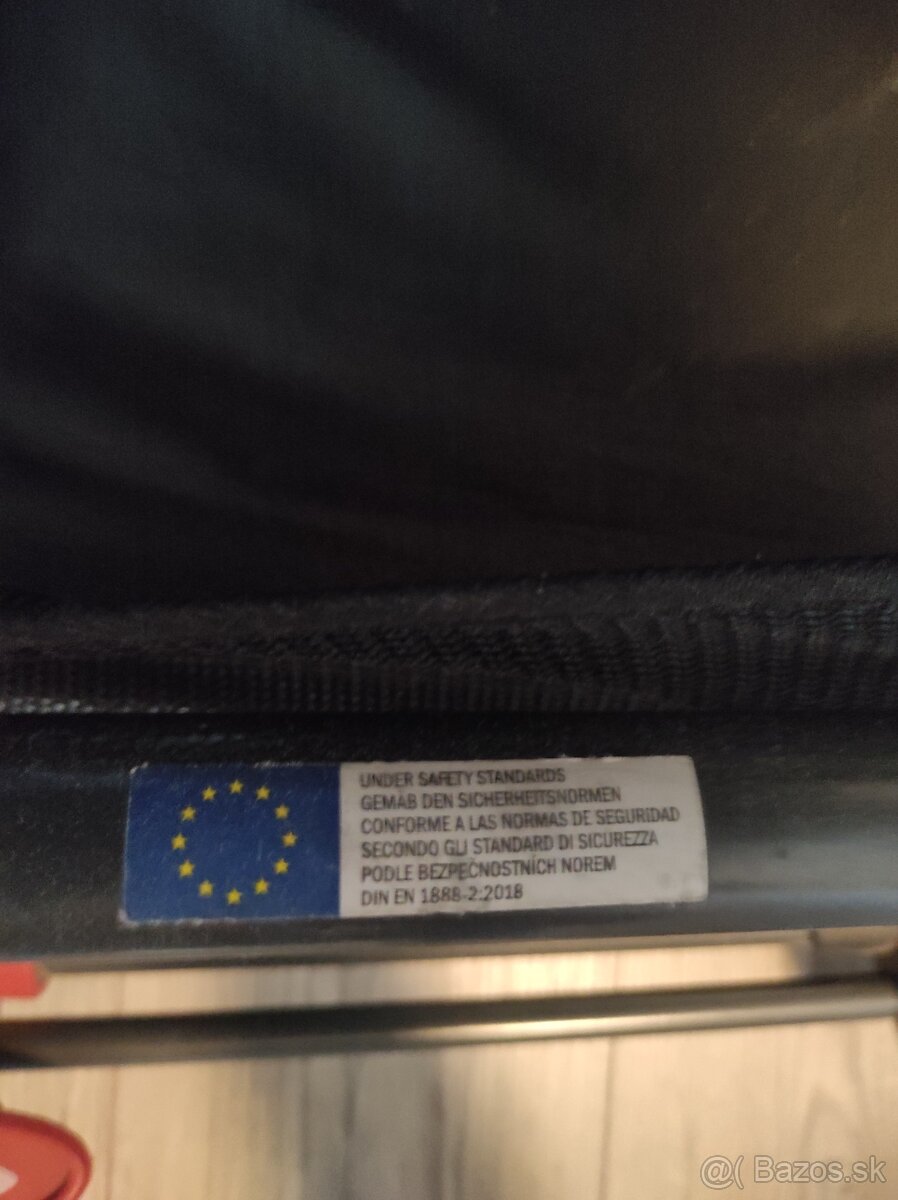 UNDER SAFETY STANDARDS
GEMÄß DEN SICHERHEITSNORMEN
CONFORME A LAS NORMAS DE SEGURIDAD
SECONDO GLI STANDARD DI SICUREZZA
PODLE BEZPEČNOSTNÍCH NOREM
DIN EN 1888-2:2018
@( Bazos.sk